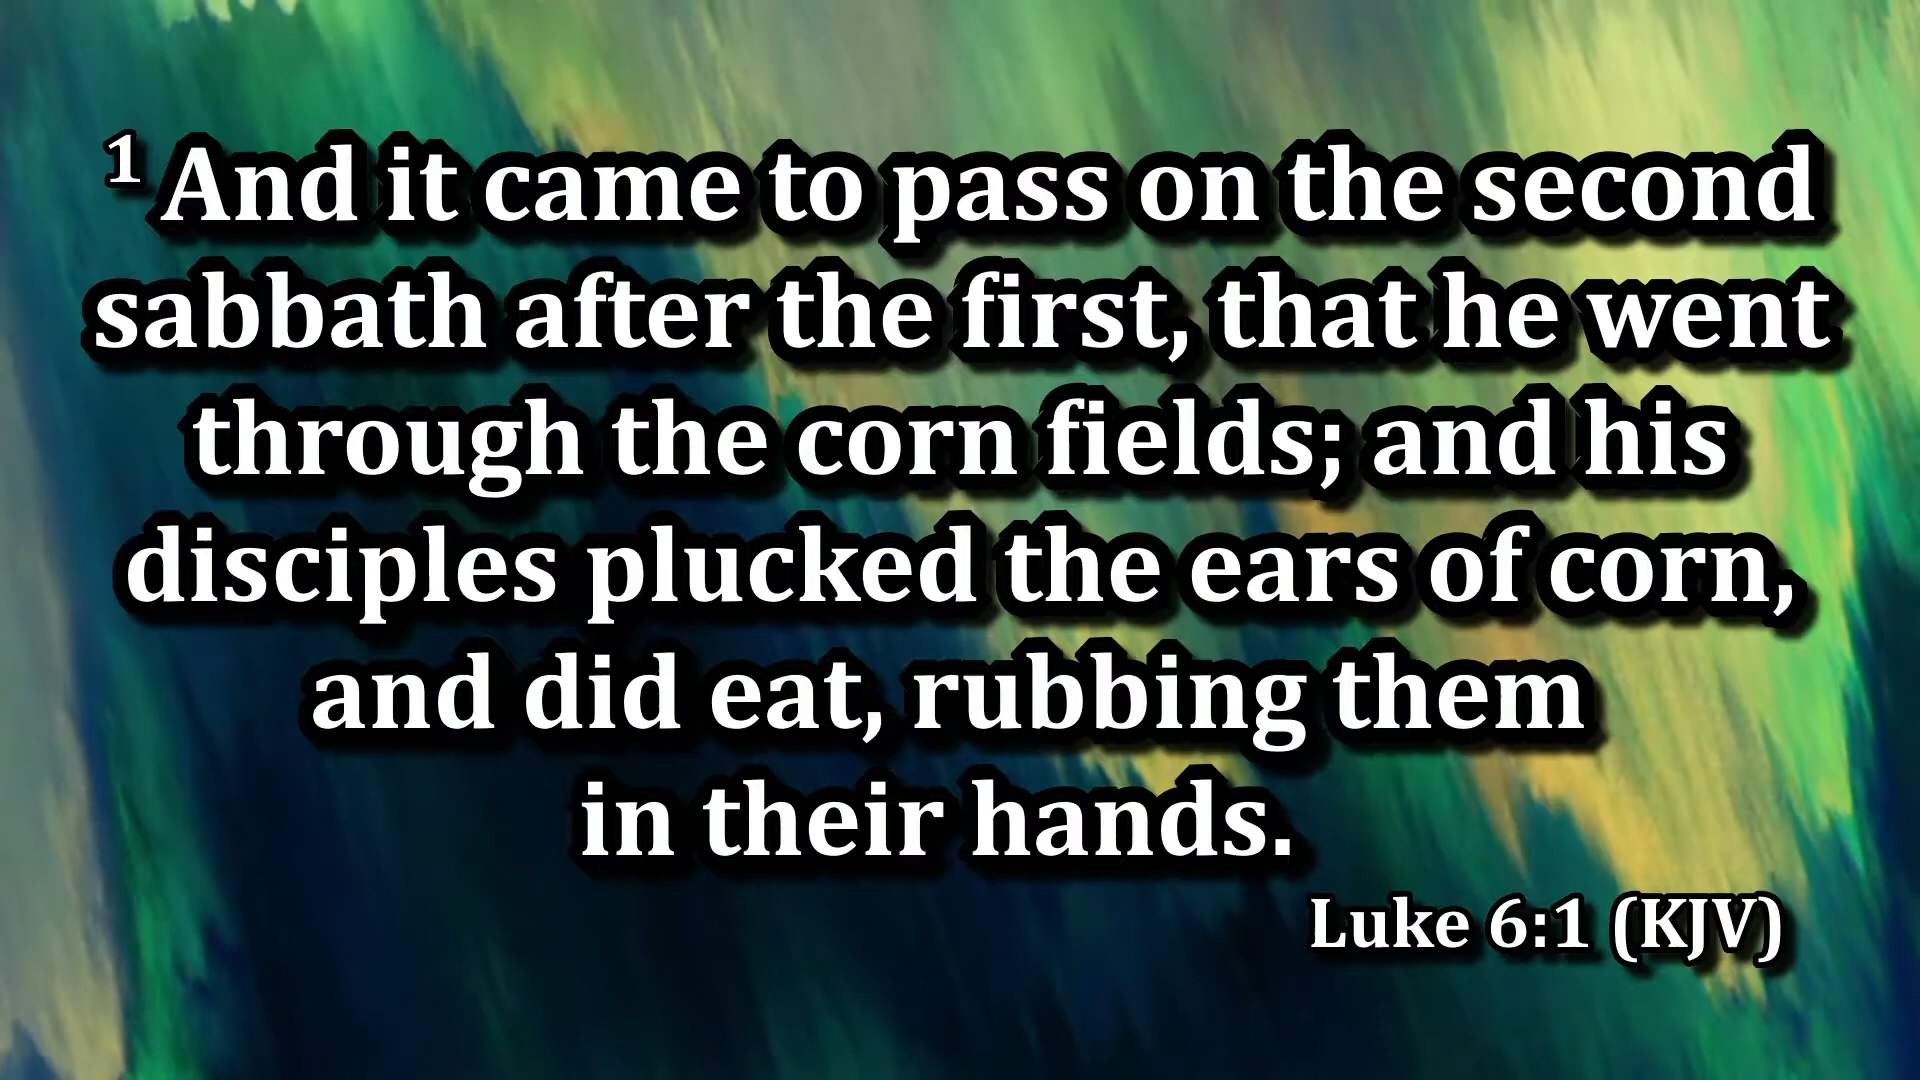 1 And it came to pass on the second
sabbath after the first, that he went
through the corn fields; and his
disciples plucked the ears of corn,
and did eat, rubbing them
in their hands.
Luke 6:1 (KJV)